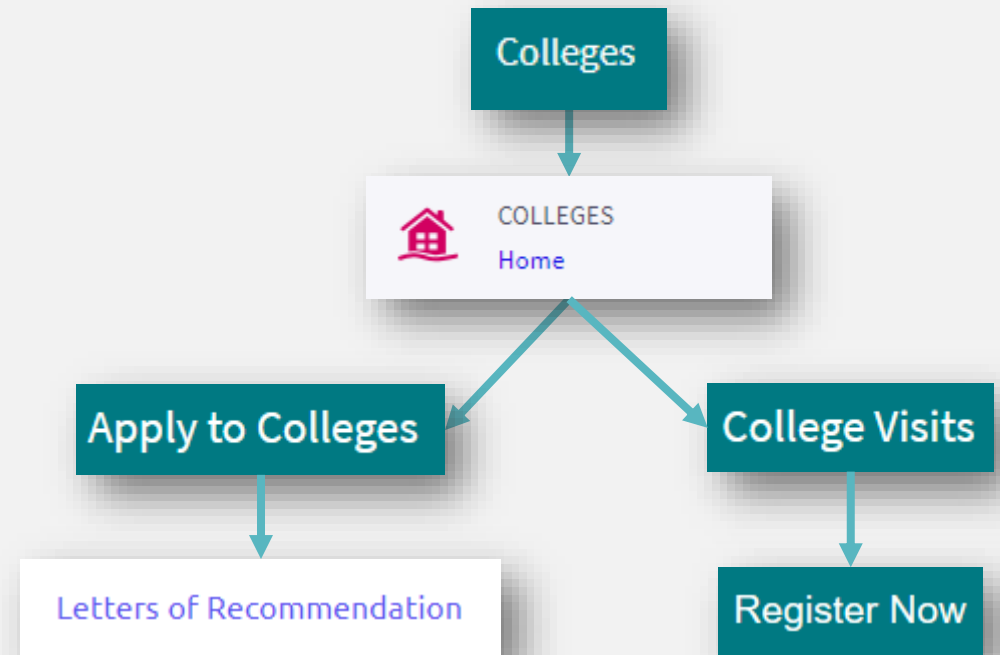 Colleges
COLLEGES
Home
Apply to Colleges
College Visits
Letters of Recommendation
Register Now